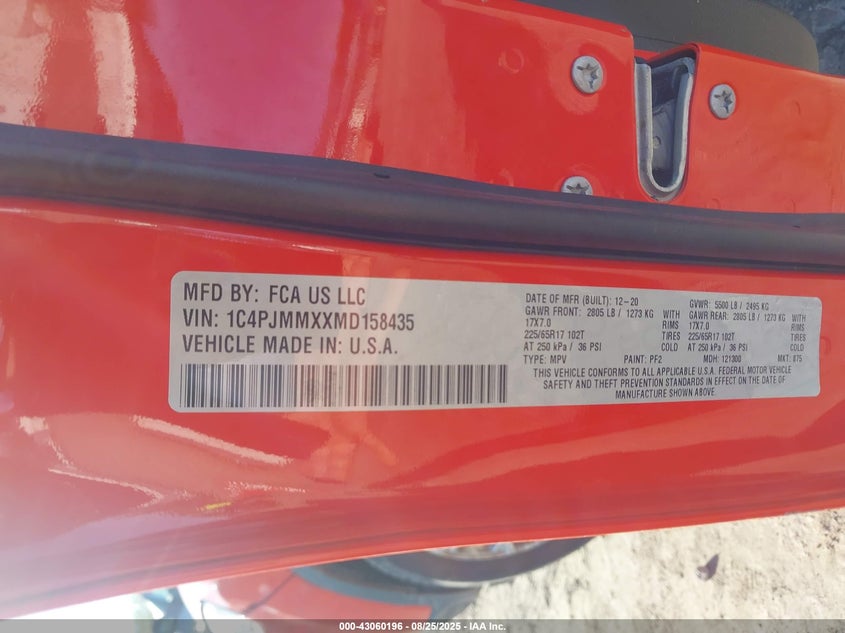 MFD BY: FCA US LLC
VIN: 1C4PJMMXXMD158435
VEHICLE MADE IN: U.S.A.
DATE OF MFR (BUILT): 12-20 GVWR: 5500 LB / 2495 KG
GAWR FRONT: 2805 LB / 1273 KG WITH GAWR REAR: 2805 LB / 1273 KG WITH
17X7.0 RIMS 17X7.0 RIMS
225/65R17 102T TIRES 225/65R17 102T TIRES
AT 250 kPa / 36 PSI COLD AT 250 kPa / 36 PSI COLD
TYPE: MPV PAINT: PF2 MDH: 121300 MKT: 875
THIS VEHICLE CONFORMS TO ALL APPLICABLE U.S.A. FEDERAL MOTOR VEHICLE
SAFETY AND THEFT PREVENTION STANDARDS IN EFFECT ON THE DATE OF
MANUFACTURE SHOWN ABOVE.
000-43060196 - 08/25/2025 - IAA Inc.